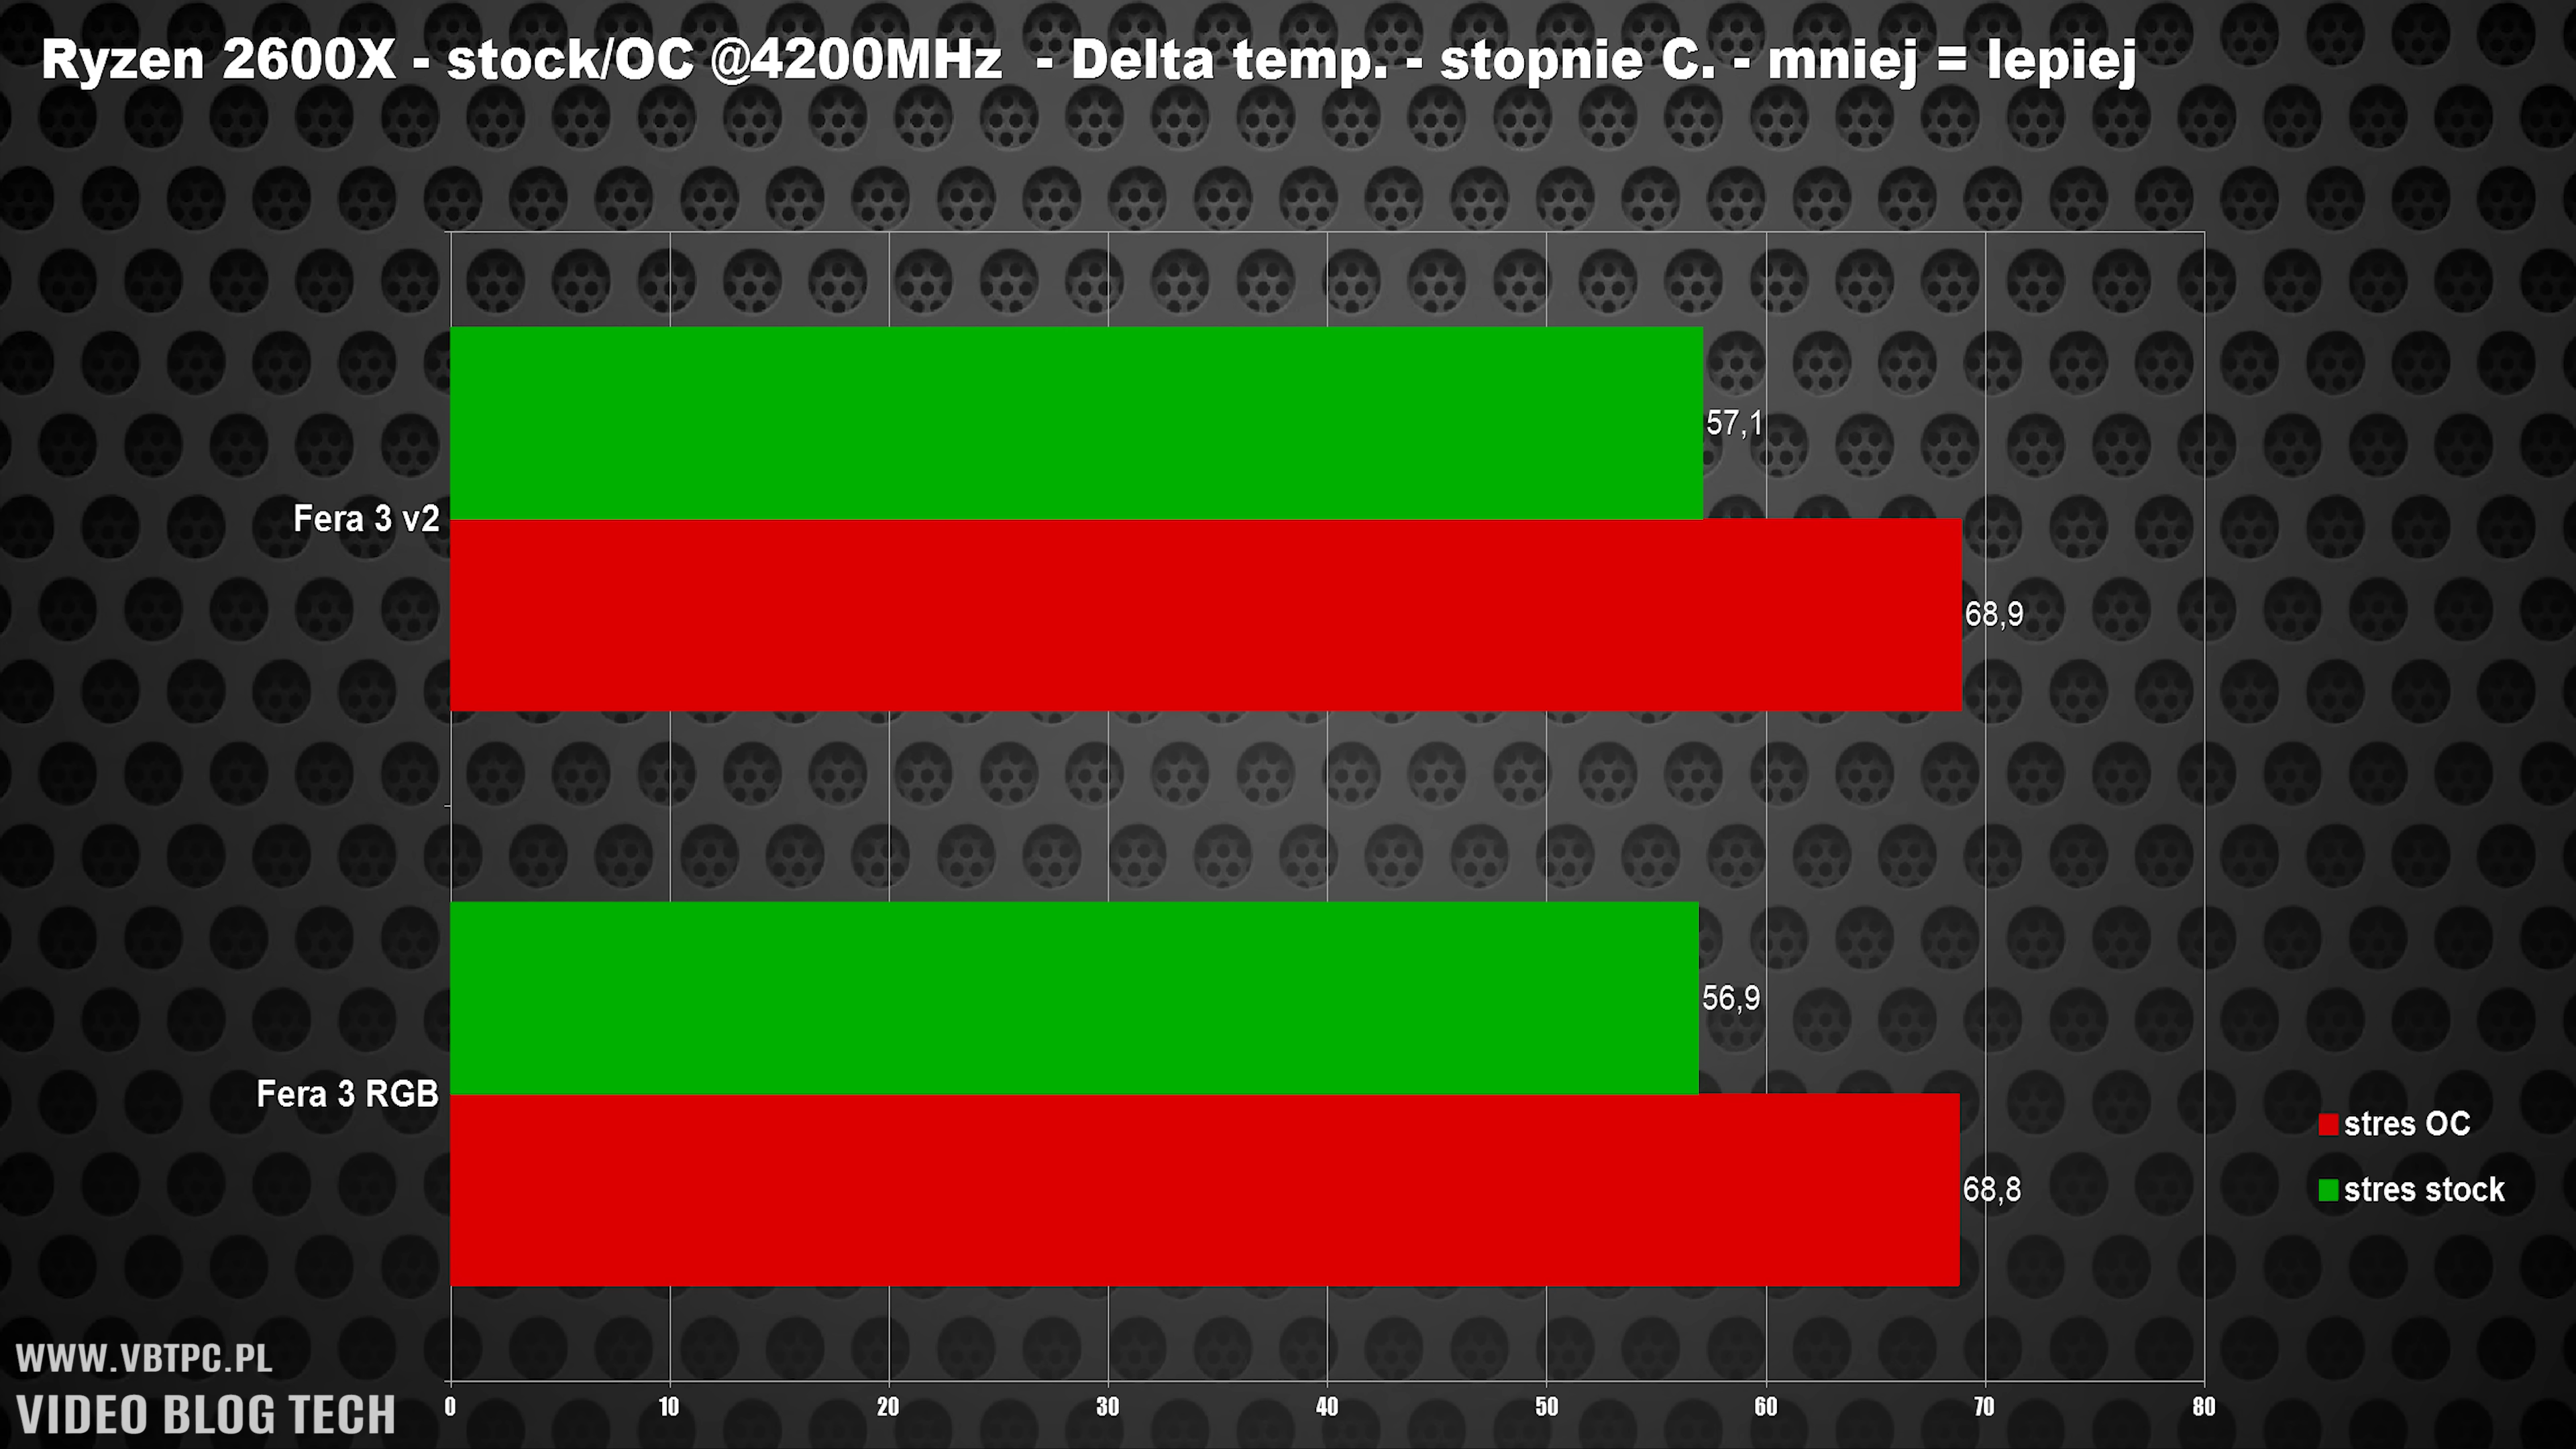 Ryzen 2600X - stock/OC @4200MHz - Delta temp. - stopnie C. - mniej = lepiej
57,1
Fera 3 v2
68,9
56,9
Fera 3 RGB
68,8
stres OC
stres stock
0 10 20 30 40 50 60 70 80
WWW.VBTPC.PL
VIDEO BLOG TECH